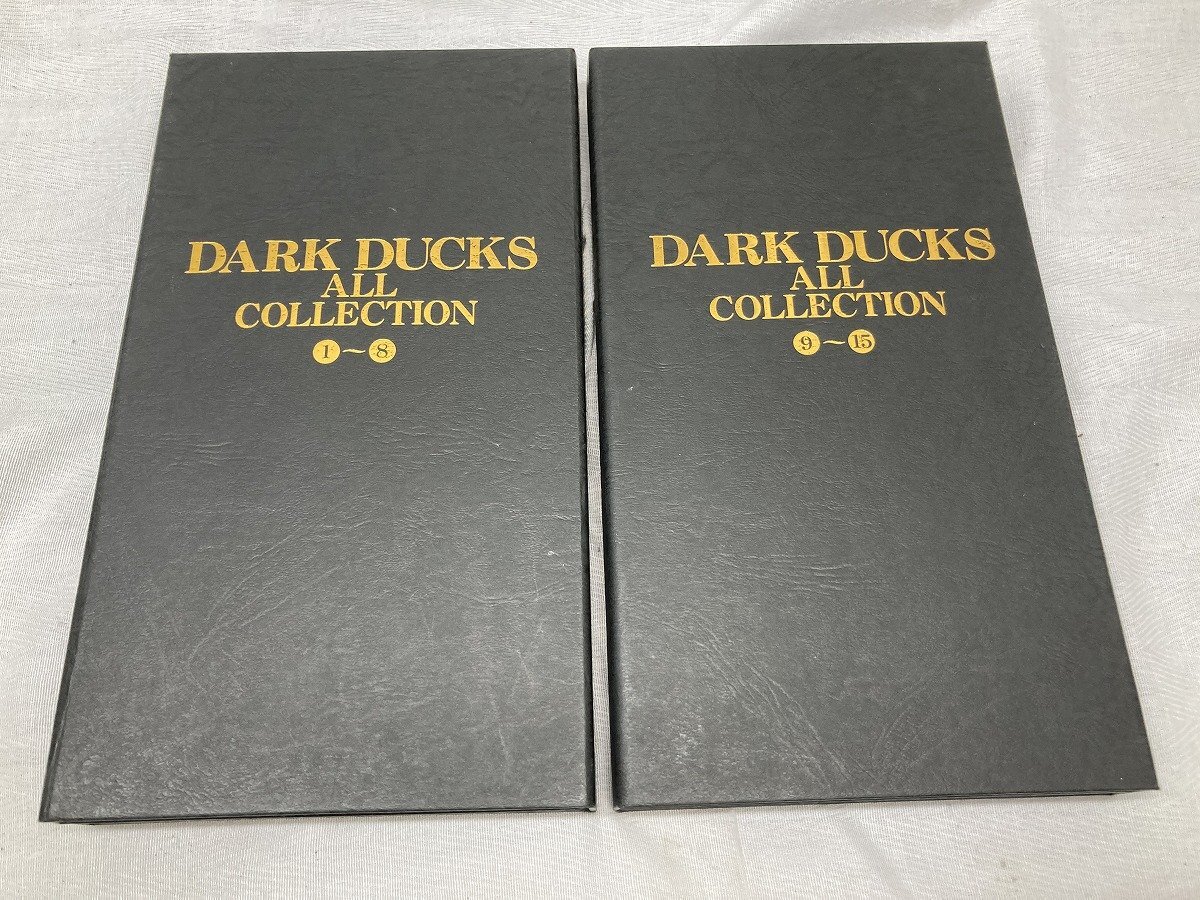 DARK DUCKS
ALL
COLLECTION
1~8
DARK DUCKS
ALL
COLLECTION
9~15